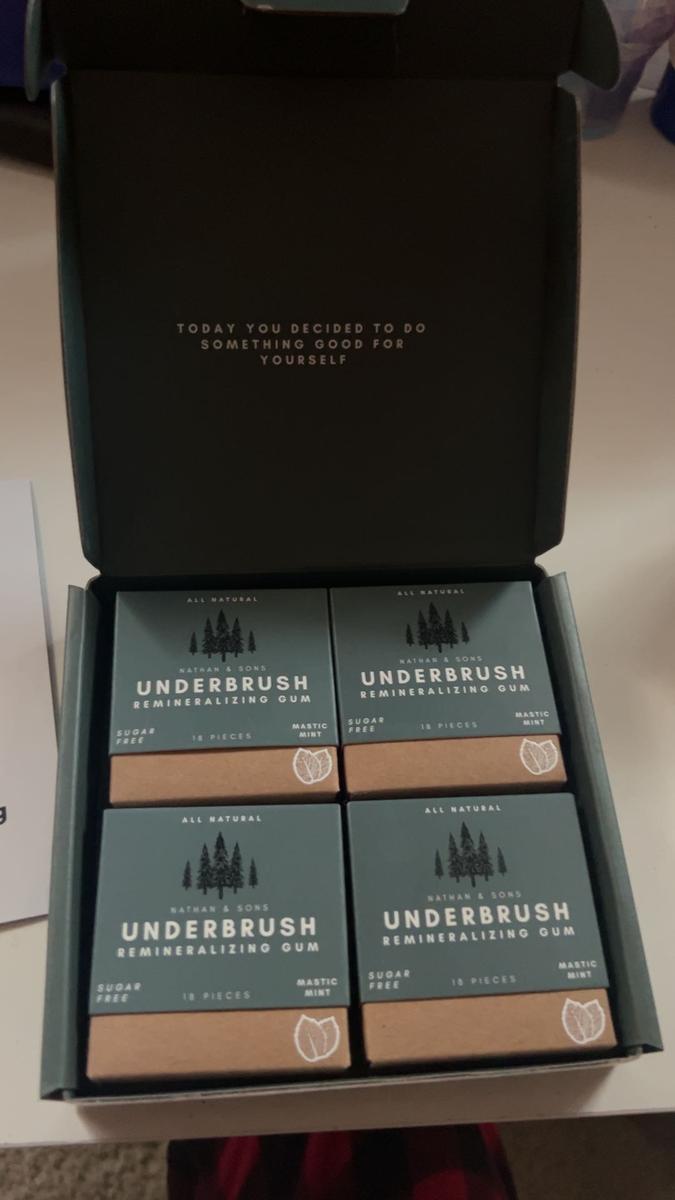 TODAY YOU DECIDED TO DO
SOMETHING GOOD FOR
YOURSELF
ALL NATURAL
NATHAN & SONS
UNDERBRUSH
REMINERALIZING GUM
SUGAR
FREE
18 PIECES
MASTIC
MINT
ALL NATURAL
NATHAN & SONS
UNDERBRUSH
REMINERALIZING GUM
SUGAR
FREE
18 PIECES
MASTIC
MINT
ALL NATURAL
NATHAN & SONS
UNDERBRUSH
REMINERALIZING GUM
SUGAR
FREE
18 PIECES
MASTIC
MINT
ALL NATURAL
NATHAN & SONS
UNDERBRUSH
REMINERALIZING GUM
SUGAR
FREE
18 PIECES
MASTIC
MINT